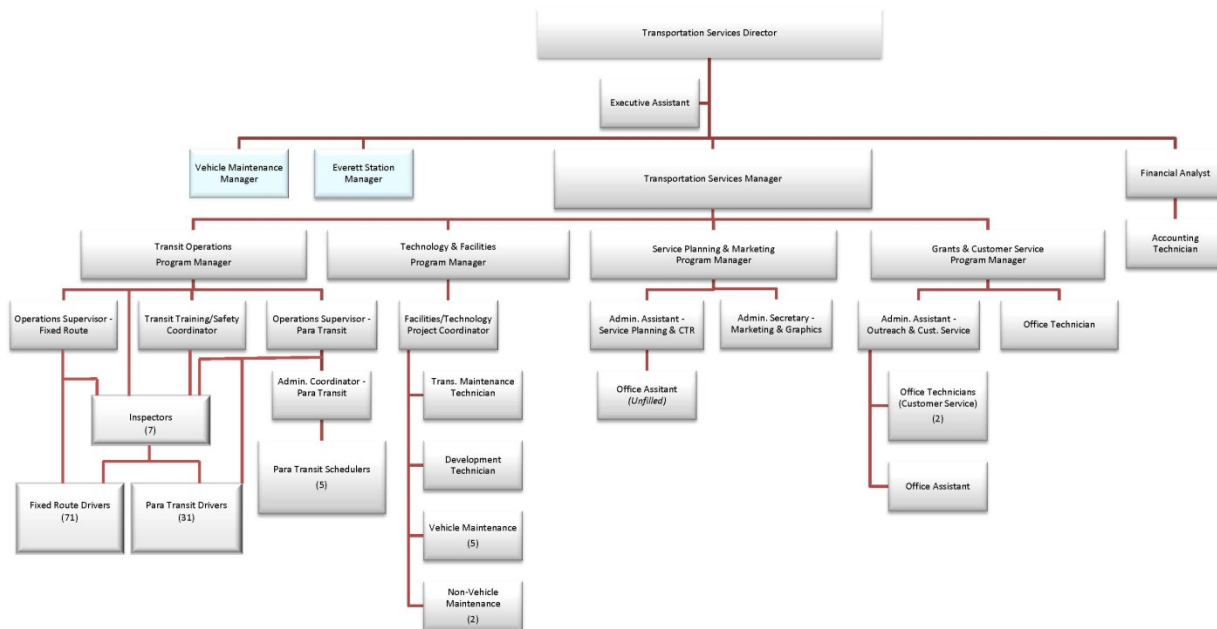 Transportation Services Director
Executive Assistant
Vehicle Maintenance
Manager
Everett Station
Manager
Transportation Services Manager
Financial Analyst
Transit Operations
Program Manager
Technology & Facilities
Program Manager
Service Planning & Marketing
Program Manager
Grants & Customer Service
Program Manager
Accounting
Technician
Operations Supervisor -
Fixed Route
Transit Training/Safety
Coordinator
Operations Supervisor -
Para Transit
Facilities/Technology
Project Coordinator
Admin. Assistant -
Service Planning & CTR
Admin. Secretary -
Marketing & Graphics
Admin. Assistant -
Outreach & Cust. Service
Office Technician
Inspectors
(7)
Admin. Coordinator -
Para Transit
Trans. Maintenance
Technician
Office Assitant
(Unfilled)
Office Technicians
(Customer Service)
(2)
Para Transit Schedulers
(5)
Development
Technician
Office Assistant
Fixed Route Drivers
(71)
Para Transit Drivers
(31)
Vehicle Maintenance
(5)
Non-Vehicle
Maintenance
(2)